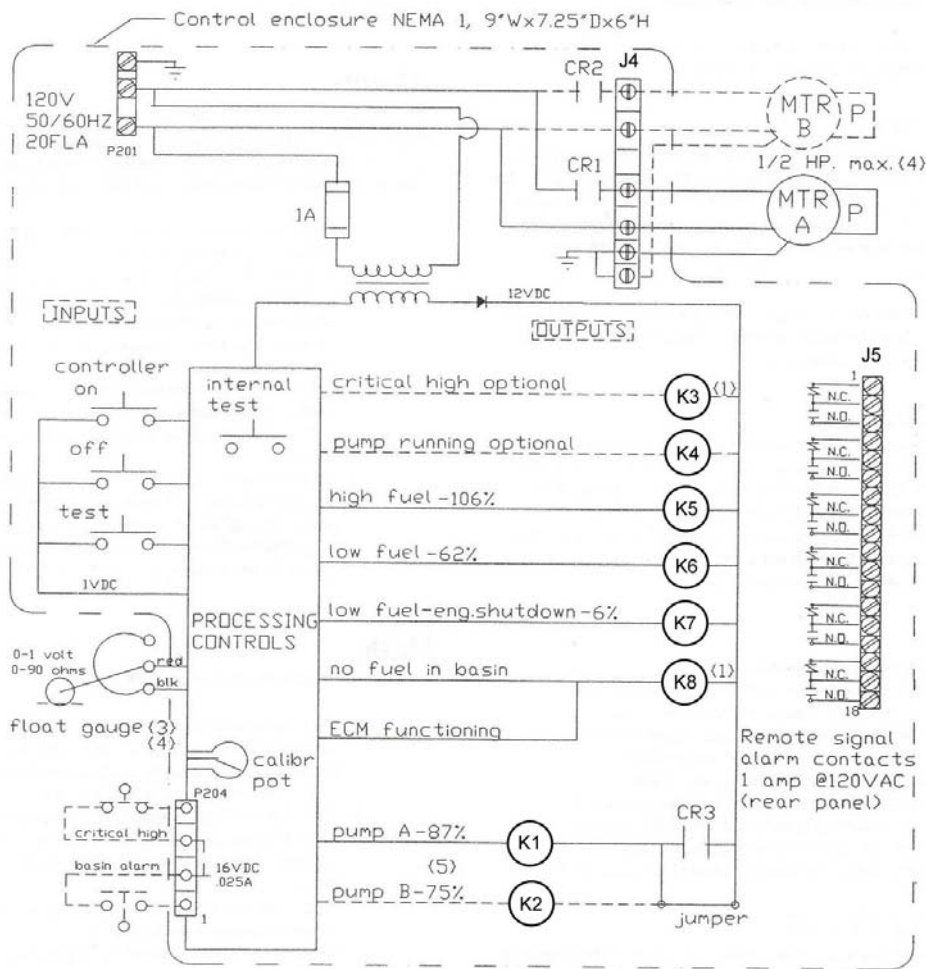 Control enclosure NEMA 1, 9"Wx7.25"Dx6"H
J4
CR2
120V
50/60HZ
20FLA
P201
MTR
B
P
1/2 HP. max.(4)
CR1
1A
MTR
A
P
12VDC
INPUTS
OUTPUTS
J5
controller
on
off
test
1VDC
internal
test
critical high optional
K3
(1)
pump running optional
K4
high fuel -106%
K5
low fuel -62%
K6
PROCESSING
CONTROLS
low fuel-eng.shutdown-6%
K7
no fuel in basin
K8
(1)
ECM functioning
1
N.C.
N.O.
N.C.
N.O.
N.C.
N.O.
N.C.
N.O.
N.C.
N.O.
N.C.
N.O.
18
0-1 volt
0-90 ohms
red
blk
float gauge (3)
(4)
calibr
pot
Remote signal
alarm contacts
1 amp @120VAC
(rear panel)
P204
critical high
basin alarm
16VDC
.025A
1
pump A-87%
K1
CR3
(5)
pump B-75%
K2
jumper